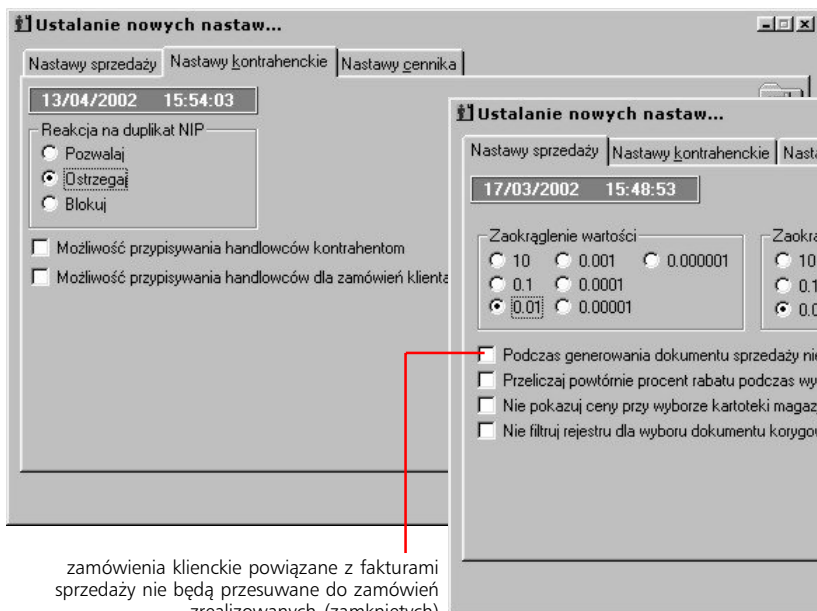 Ustalanie nowych nastaw...
Nastawy sprzedaży Nastawy kontrahenckie Nastawy cennika
13/04/2002 15:54:03
Reakcja na duplikat NIP
Pozwalaj
Ostrzegaj
Blokuj
Możliwość przypisywania handlowców kontrahentom
Możliwość przypisywania handlowców dla zamówień klienta
Ustalanie nowych nastaw...
Nastawy sprzedaży Nastawy kontrahenckie
17/03/2002 15:48:53
Zaokrąglenie wartości
10 0.001 0.000001 10
0.1 0.0001
0.01 0.00001
Podczas generowania dokumentu sprzedaży nie
Przeliczaj powtórnie procent rabatu podczas
Nie pokazuj ceny przy wyborze kartoteki
Nie filtruj rejestru dla wyboru dokumentu
zamówienia klienckie powiązane z fakturami
sprzedaży nie będą przesuwane do zamówień
zrealizowanych (zamkniętych)